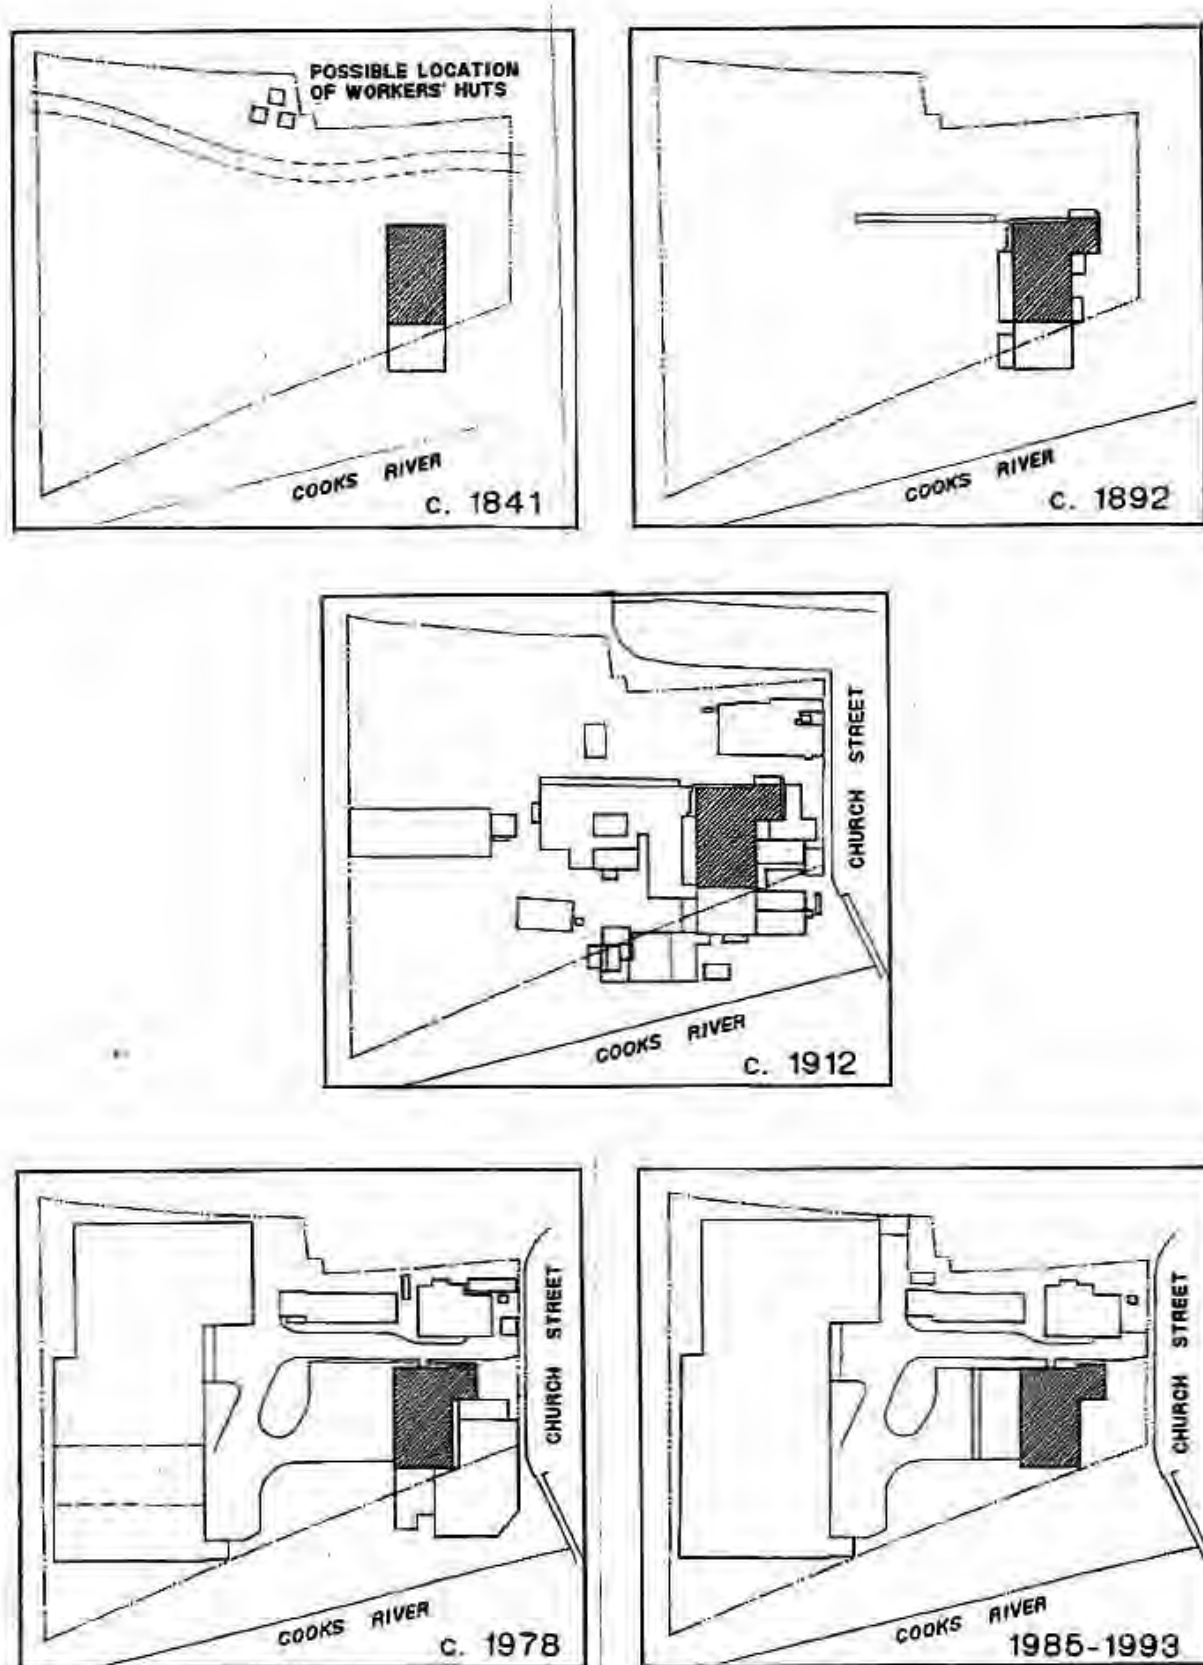 POSSIBLE LOCATION
OF WORKERS' HUTS
COOKS RIVER
c. 1841
COOKS RIVER
c. 1892
CHURCH STREET
COOKS RIVER
c. 1912
CHURCH STREET
COOKS RIVER
c. 1978
CHURCH STREET
COOKS RIVER
1985-1993